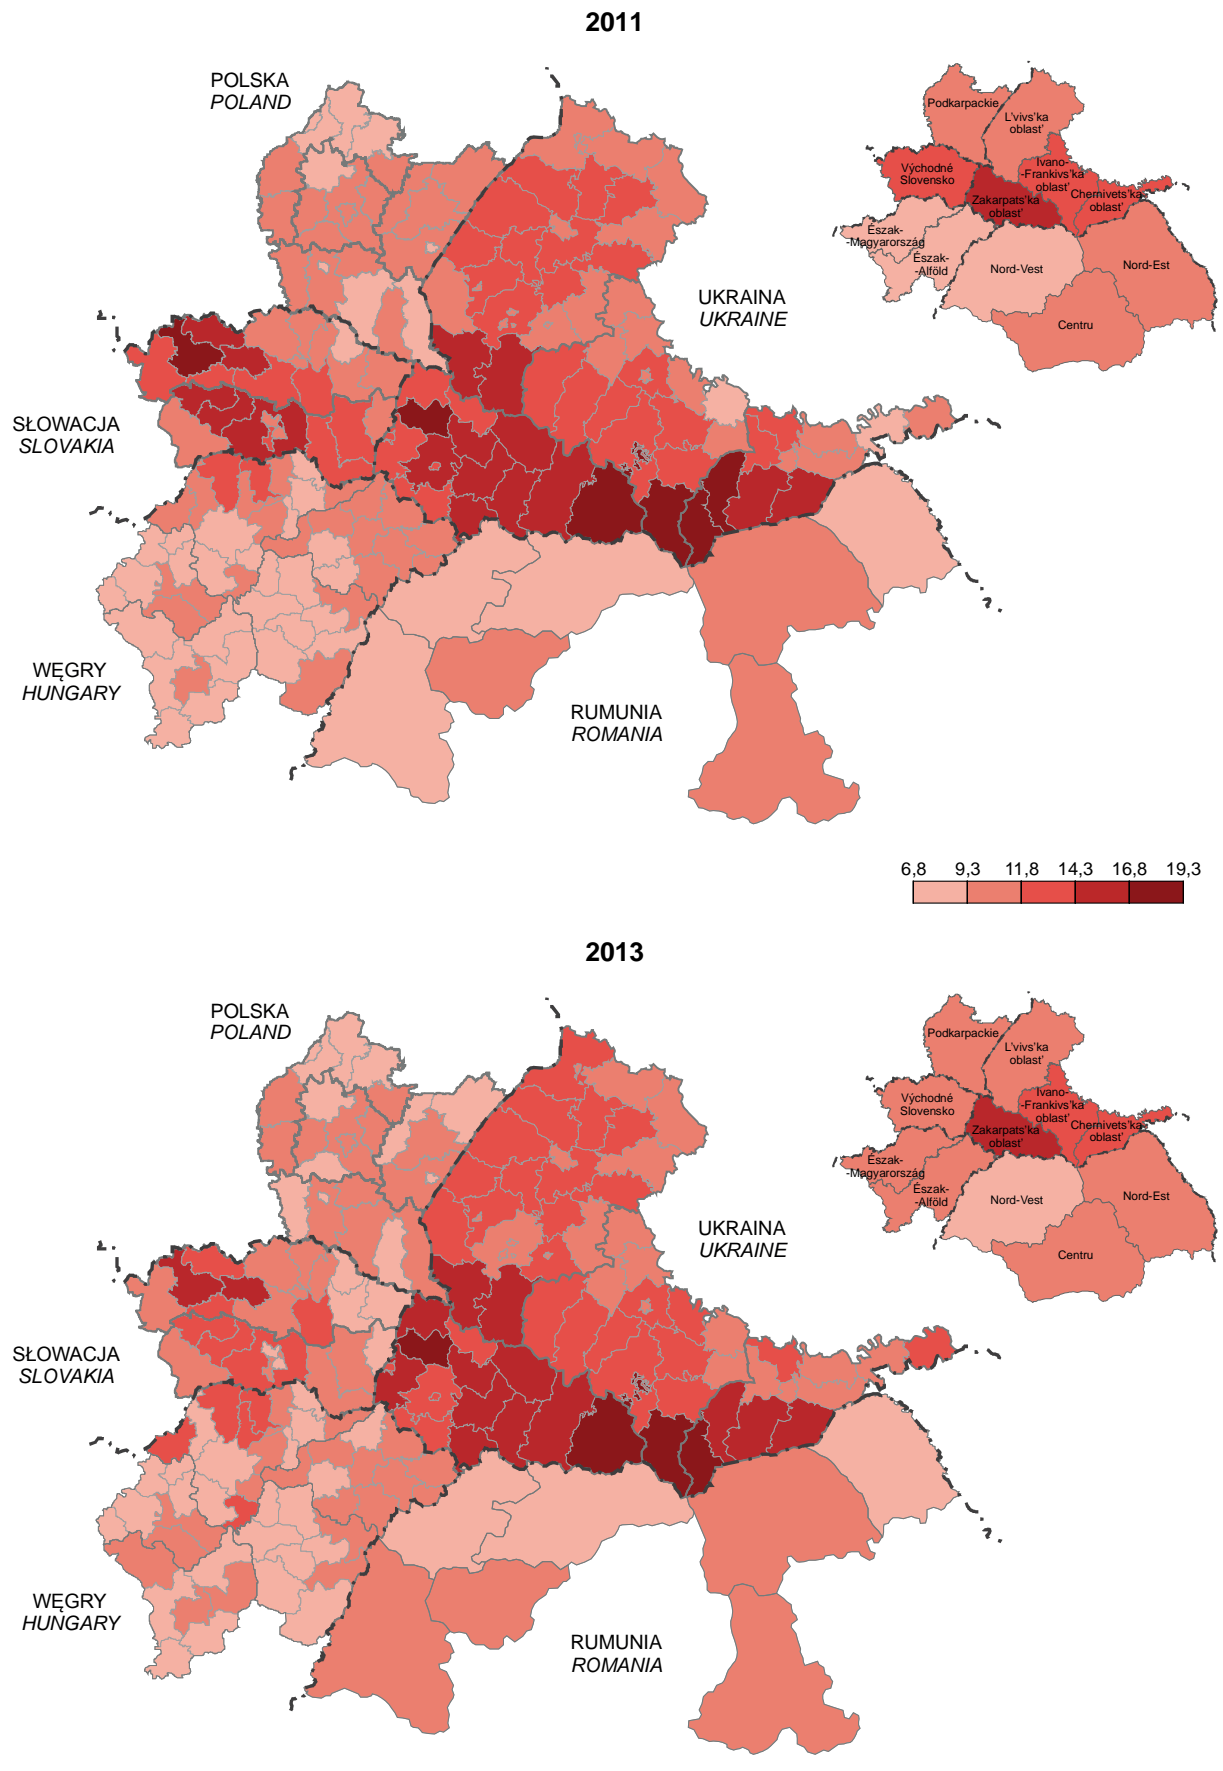 2011
POLSKA
POLAND
Podkarpackie
L'vivs'ka
oblast'
Východné
Slovensko
Ivano-
-Frankivs'ka
oblast'
Chernivets'ka
oblast'
Zakarpats'ka
oblast'
Észak-
-Magyarország
Észak-
-Alföld
Nord-Vest
Nord-Est
Centru
UKRAINA
UKRAINE
SŁOWACJA
SLOVAKIA
WĘGRY
HUNGARY
RUMUNIA
ROMANIA
6,8 9,3 11,8 14,3 16,8 19,3
2013
POLSKA
POLAND
Podkarpackie
L'vivs'ka
oblast'
Východné
Slovensko
Ivano-
-Frankivs'ka
oblast'
Chernivets'ka
oblast'
Zakarpats'ka
oblast'
Észak-
-Magyarország
Észak-
-Alföld
Nord-Vest
Nord-Est
Centru
UKRAINA
UKRAINE
SŁOWACJA
SLOVAKIA
WĘGRY
HUNGARY
RUMUNIA
ROMANIA